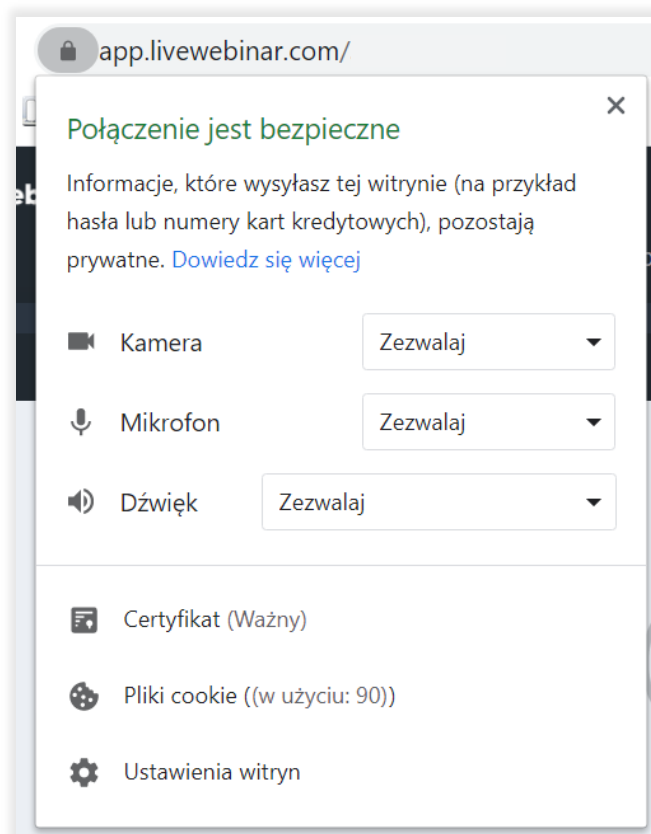 app.livewebinar.com/
Połączenie jest bezpieczne
Informacje, które wysyłasz tej witrynie (na przykład
hasła lub numery kart kredytowych), pozostają
prywatne. Dowiedz się więcej
Kamera Zezwalaj
Mikrofon Zezwalaj
Dźwięk Zezwalaj
Certyfikat (Ważny)
Pliki cookie ((w użyciu: 90))
Ustawienia witryn